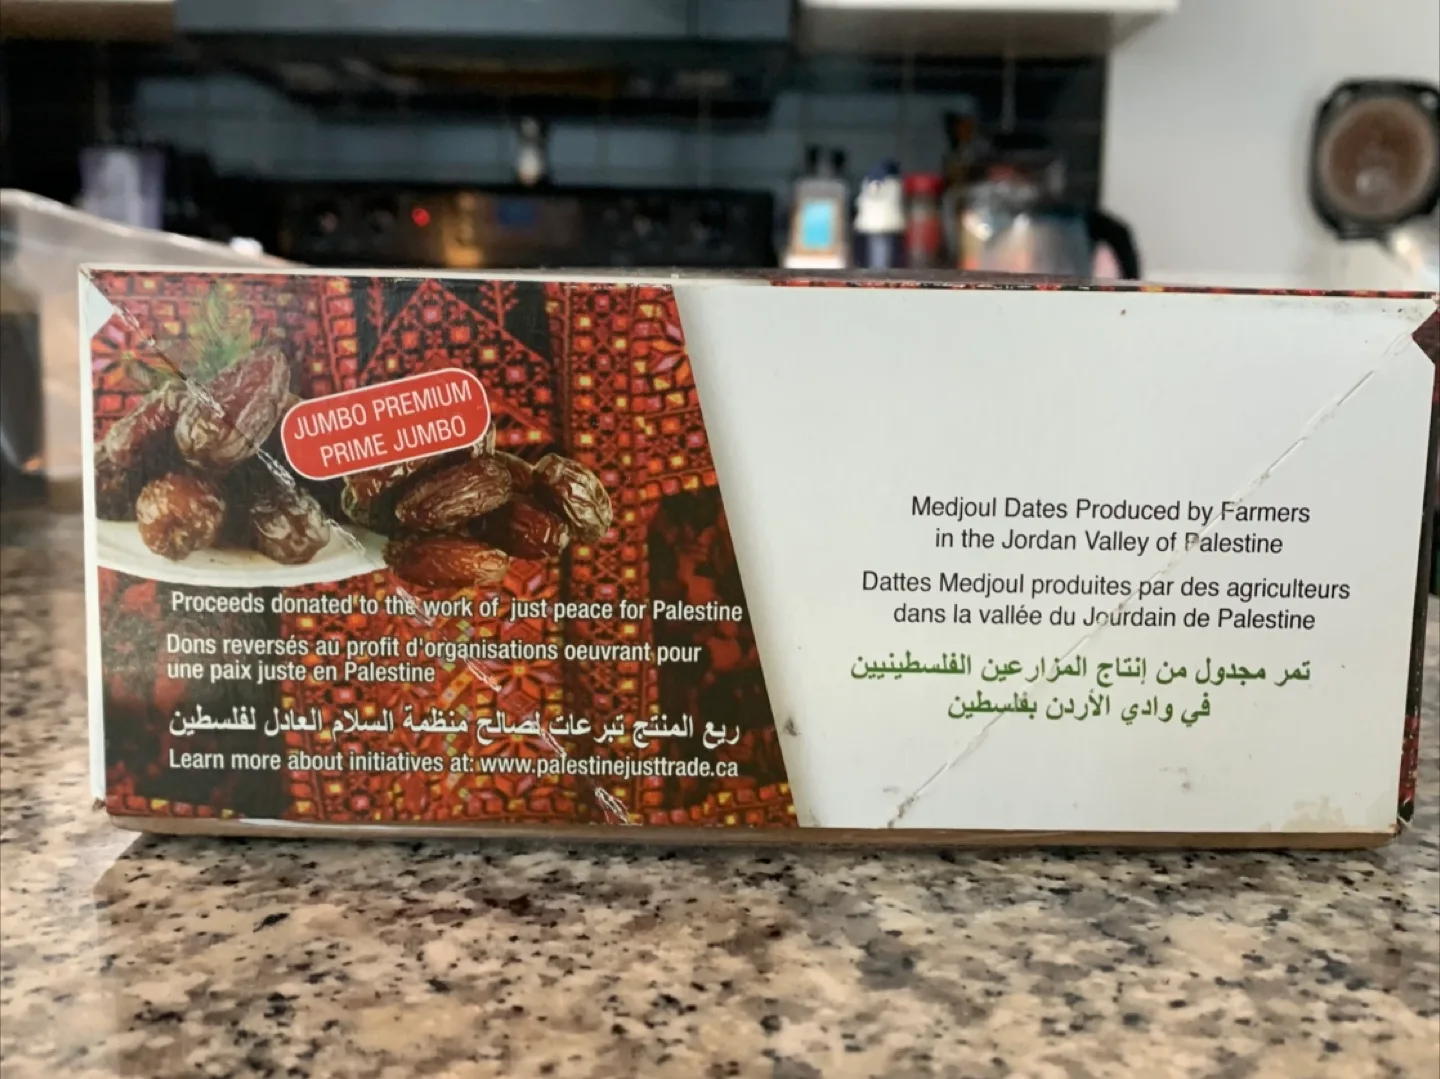 JUMBO PREMIUM
PRIME JUMBO
Proceeds donated to the work of just peace for Palestine
Dons reversés au profit d'organisations oeuvrant pour
une paix juste en Palestine
ريع المنتج تبرعات لصالح منظمة السلام العادل لفلسطين
Learn more about initiatives at: www.palestinejusttrade.ca
Medjoul Dates Produced by Farmers
in the Jordan Valley of Palestine
Dattes Medjoul produites par des agriculteurs
dans la vallée du Jourdain de Palestine
تمر مجدول من إنتاج المزارعين الفلسطينيين
في وادي الأردن بفلسطين